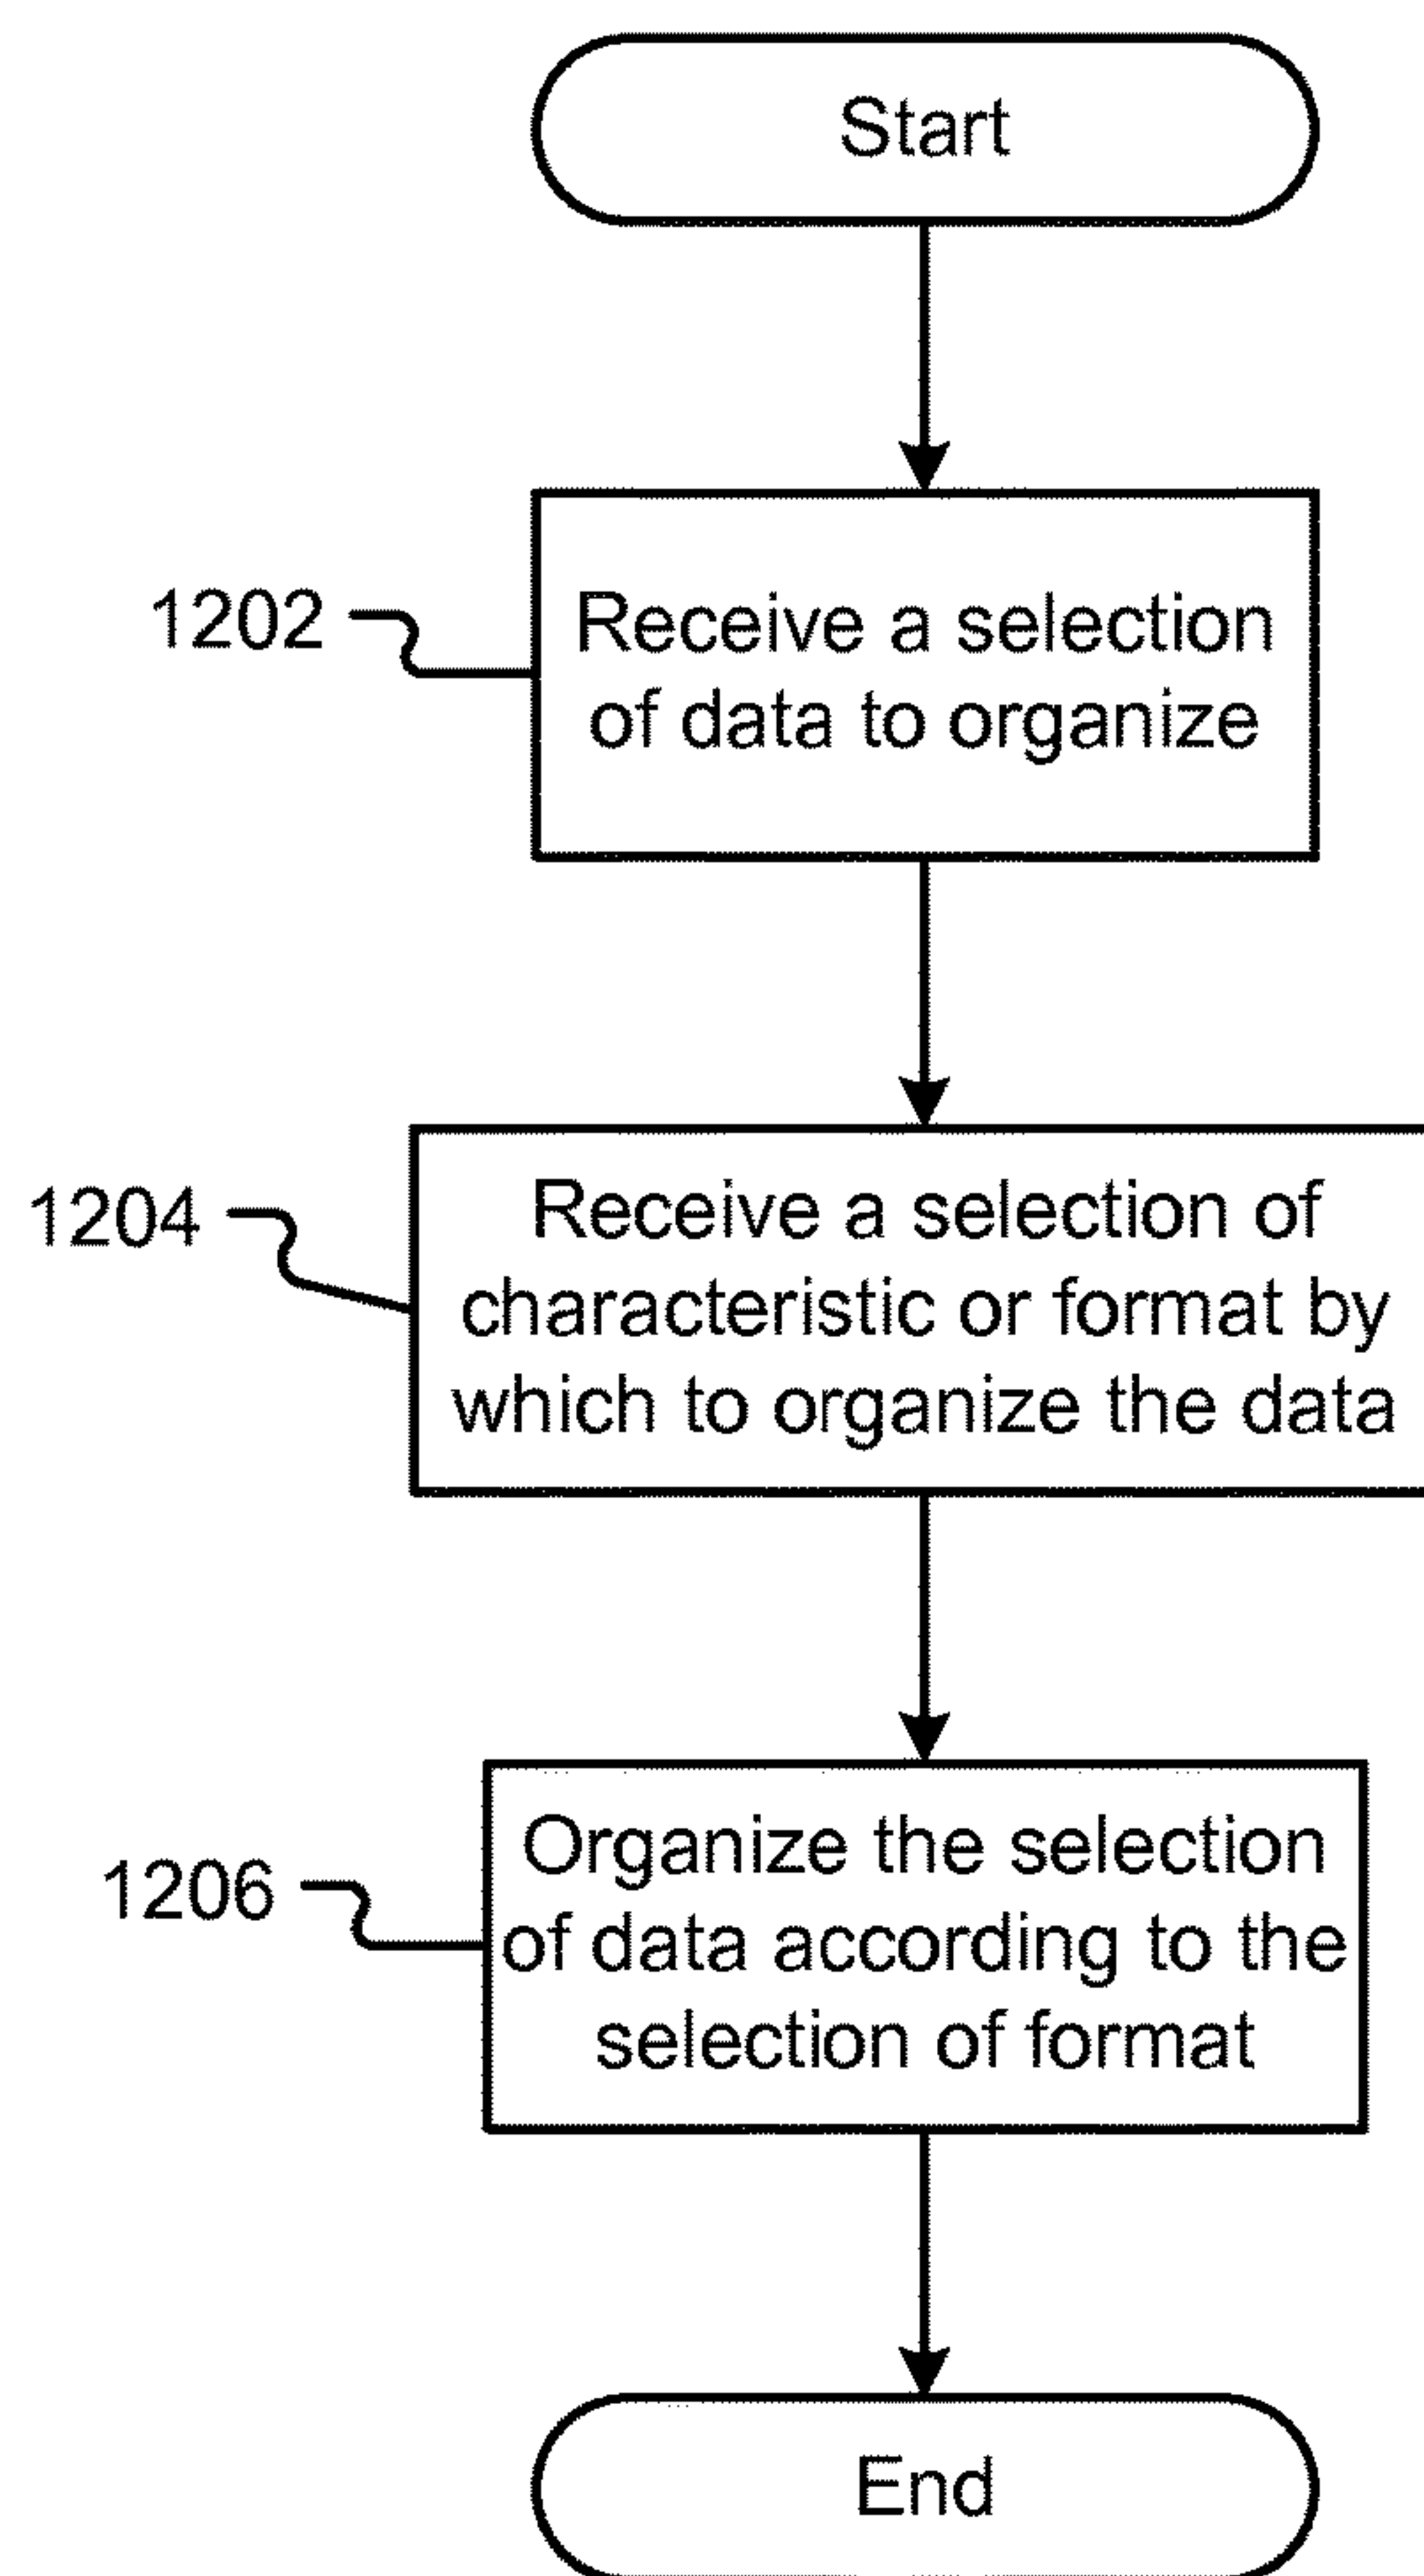 Start
1202
Receive a selection
of data to organize
1204
Receive a selection of
characteristic or format by
which to organize the data
1206
Organize the selection
of data according to the
selection of format
End